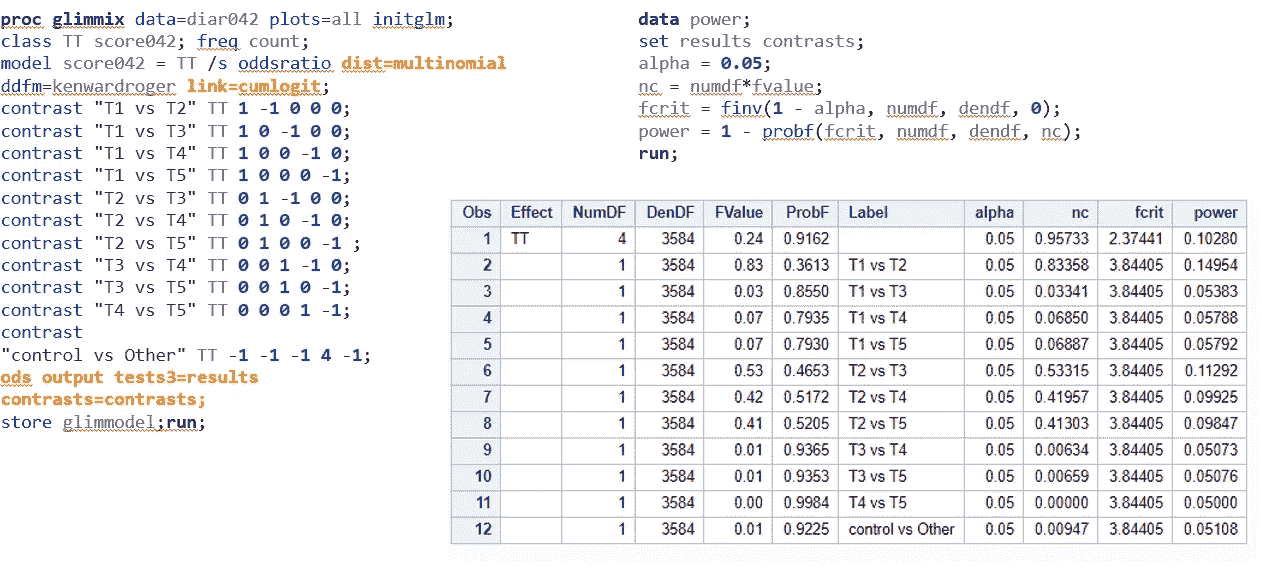 proc glimmix data=diar042 plots=all initglm;
class TT score042; freq count;
model score042 = TT /s oddsratio dist=multinomial
ddfm=kenwardroger link=cumlogit;
contrast "T1 vs T2" TT 1 -1 0 0 0;
contrast "T1 vs T3" TT 1 0 -1 0 0;
contrast "T1 vs T4" TT 1 0 0 -1 0;
contrast "T1 vs T5" TT 1 0 0 0 -1;
contrast "T2 vs T3" TT 0 1 -1 0 0;
contrast "T2 vs T4" TT 0 1 0 -1 0;
contrast "T2 vs T5" TT 0 1 0 0 -1 ;
contrast "T3 vs T4" TT 0 0 1 -1 0;
contrast "T3 vs T5" TT 0 0 1 0 -1;
contrast "T4 vs T5" TT 0 0 0 1 -1;
contrast
"control vs Other" TT -1 -1 -1 4 -1;
ods output tests3=results
contrasts=contrasts;
store glimmodel;run;
data power;
set results contrasts;
alpha = 0.05;
nc = numdf*fvalue;
fcrit = finv(1 - alpha, numdf, dendf, 0);
power = 1 - probf(fcrit, numdf, dendf, nc);
run;
Obs Effect NumDF DenDF FValue ProbF Label alpha nc fcrit power
1 TT 4 3584 0.24 0.9162 0.05 0.95733 2.37441 0.10280
2 1 3584 0.83 0.3613 T1 vs T2 0.05 0.83358 3.84405 0.14954
3 1 3584 0.03 0.8550 T1 vs T3 0.05 0.03341 3.84405 0.05383
4 1 3584 0.07 0.7935 T1 vs T4 0.05 0.06850 3.84405 0.05788
5 1 3584 0.07 0.7930 T1 vs T5 0.05 0.06887 3.84405 0.05792
6 1 3584 0.53 0.4653 T2 vs T3 0.05 0.53315 3.84405 0.11292
7 1 3584 0.42 0.5172 T2 vs T4 0.05 0.41957 3.84405 0.09925
8 1 3584 0.41 0.5205 T2 vs T5 0.05 0.41303 3.84405 0.09847
9 1 3584 0.01 0.9365 T3 vs T4 0.05 0.00634 3.84405 0.05073
10 1 3584 0.01 0.9353 T3 vs T5 0.05 0.00659 3.84405 0.05076
11 1 3584 0.00 0.9984 T4 vs T5 0.05 0.00000 3.84405 0.05000
12 1 3584 0.01 0.9225 control vs Other 0.05 0.00947 3.84405 0.05108